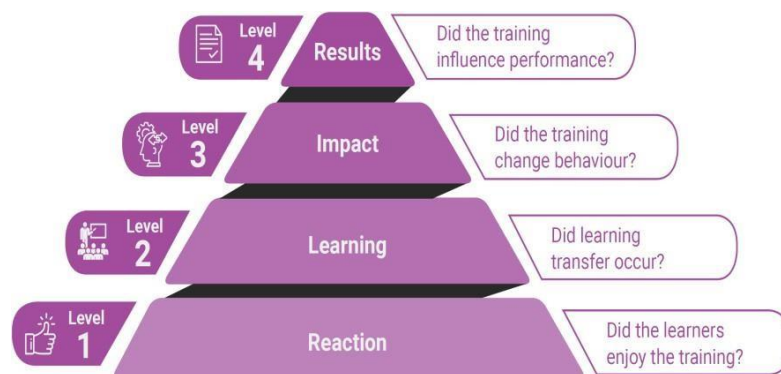 Level
4
Results
Did the training
influence performance?
Level
3
Impact
Did the training
change behaviour?
Level
2
Learning
Did learning
transfer occur?
Level
1
Reaction
Did the learners
enjoy the training?